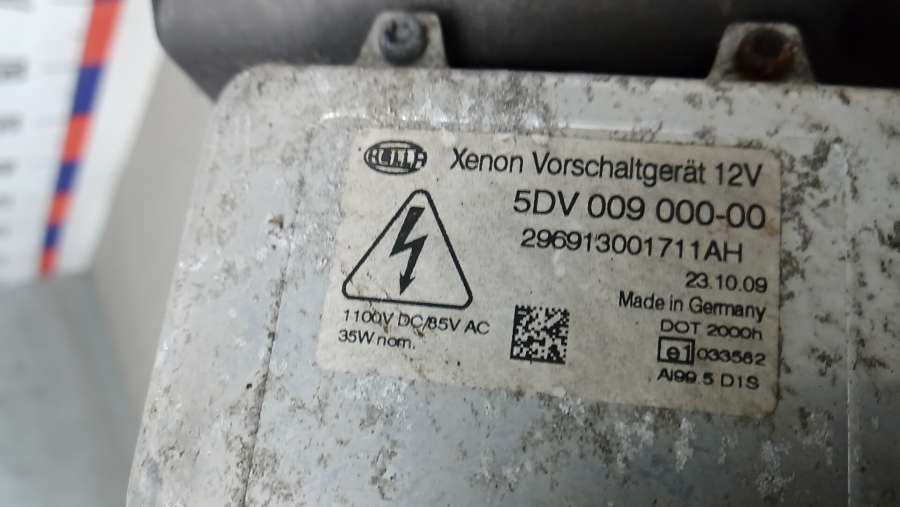 HELLA
Xenon Vorschaltgerät 12V
5DV 009 000-00
296913001711AH
23.10.09
Made in Germany
1100V DC/85V AC
35W nom.
DOT 2000h
e1 033562
AI99.5 D1S